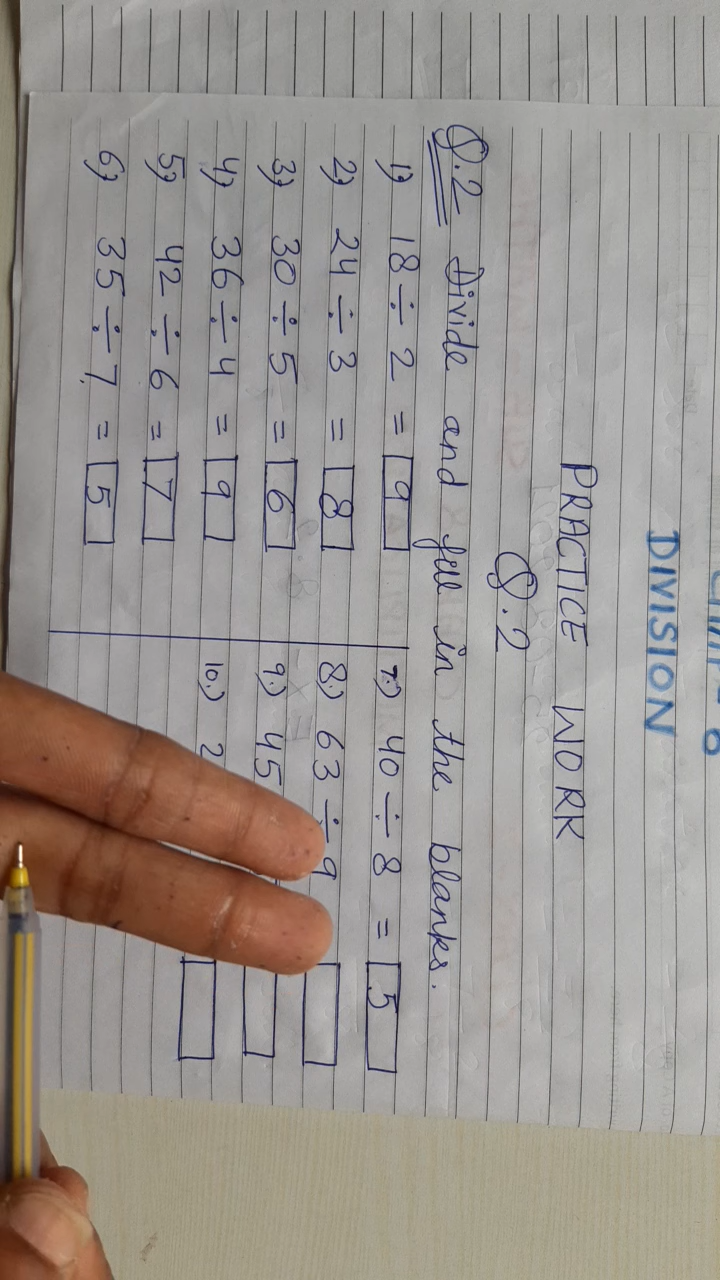 DIVISION
PRACTICE WORK
Q.2
Q.2 Divide and fill in the blanks.
1) 18 ÷ 2 = 9
2) 24 ÷ 3 = 8
3) 30 ÷ 5 = 6
4) 36 ÷ 4 = 9
5) 42 ÷ 6 = 7
6) 35 ÷ 7 = 5
7.) 40 ÷ 8 = 5
8.) 63 ÷ 9
9.) 45
10.) 2